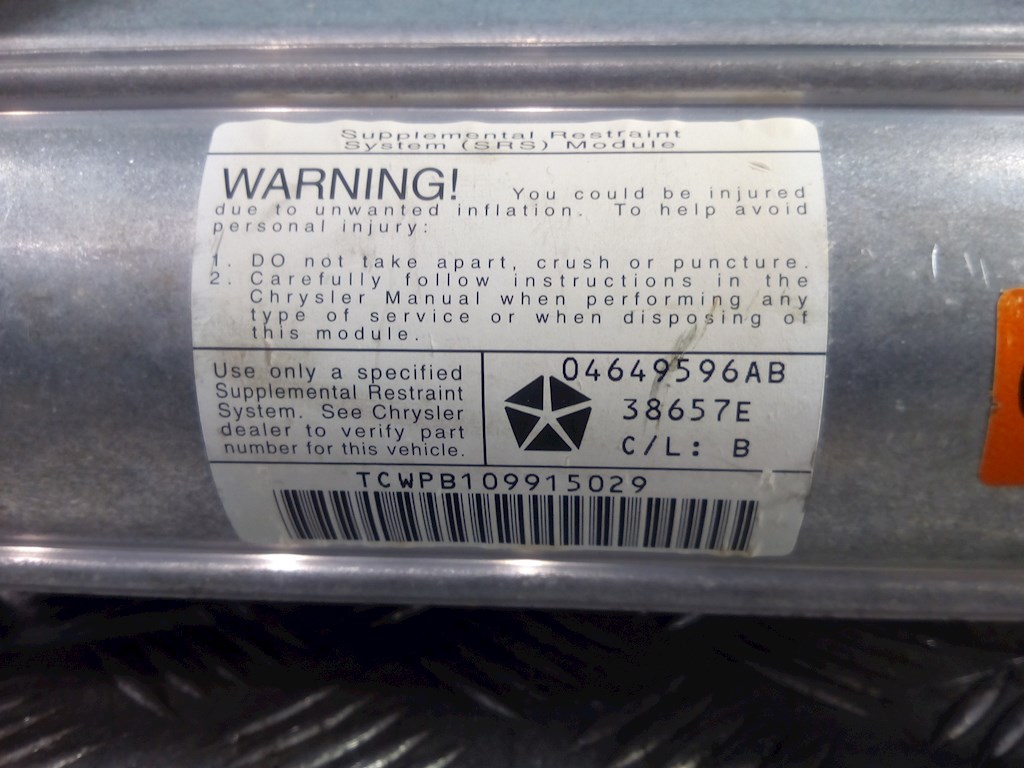 Supplemental Restraint
System (SRS) Module
WARNING! You could be injured
due to unwanted inflation. To help avoid
personal injury:
1. DO not take apart, crush or puncture.
2. Carefully follow instructions in the
Chrysler Manual when performing any
type of service or when disposing of
this module.
Use only a specified
Supplemental Restraint
System. See Chrysler
dealer to verify part
number for this vehicle.
04649596AB
38657E
C/L: B
TCWPB109915029